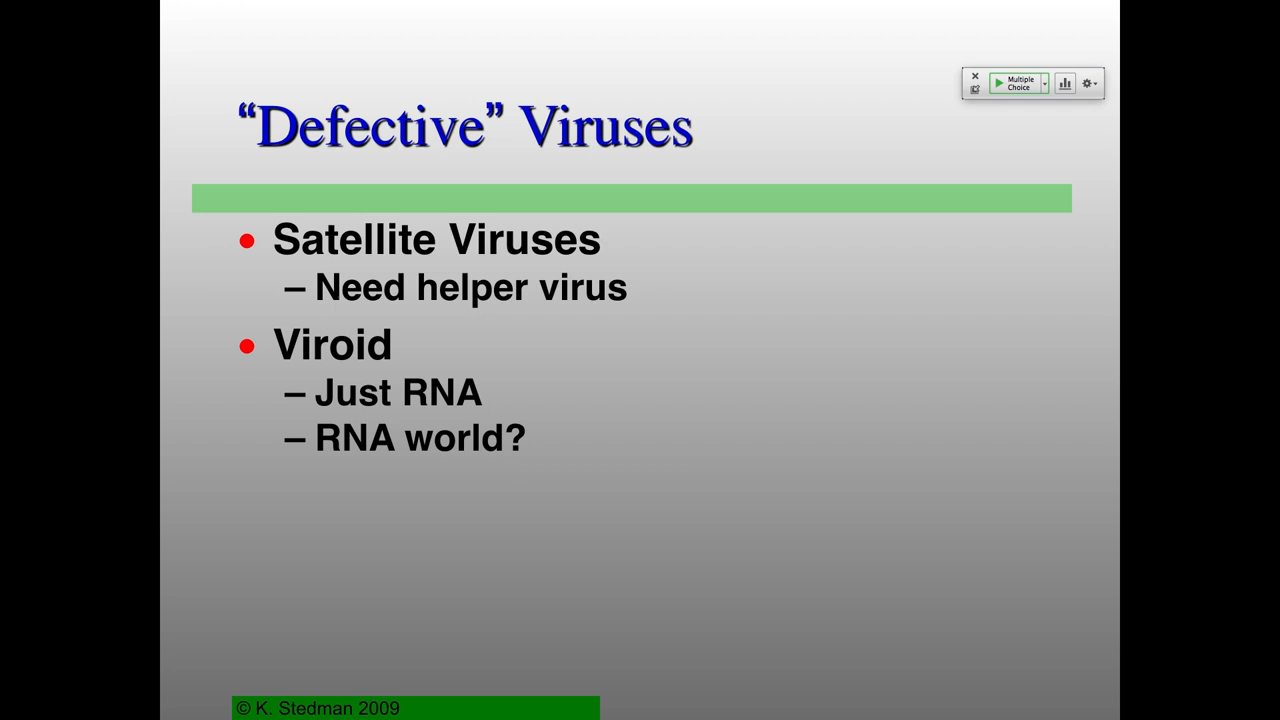 Multiple
Choice
“Defective” Viruses
• Satellite Viruses
– Need helper virus
• Viroid
– Just RNA
– RNA world?
© K. Stedman 2009